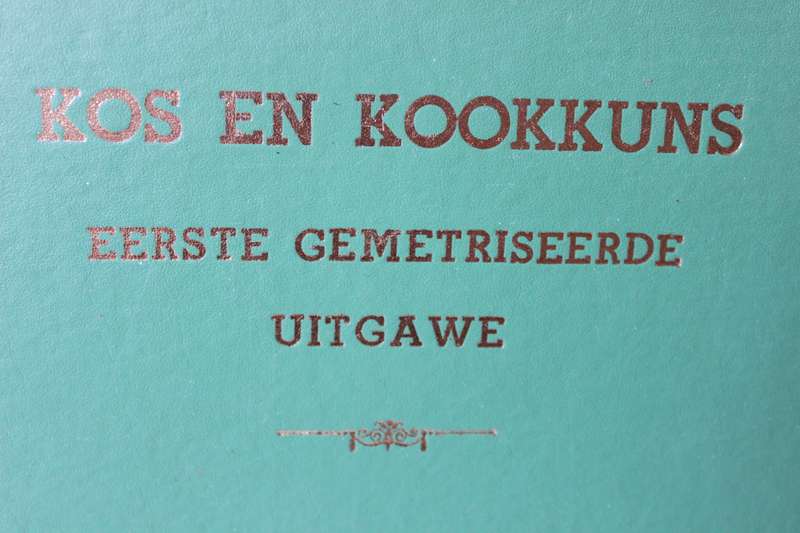 KOS EN KOOKKUNS
EERSTE GEMETRISEERDE
UITGAWE